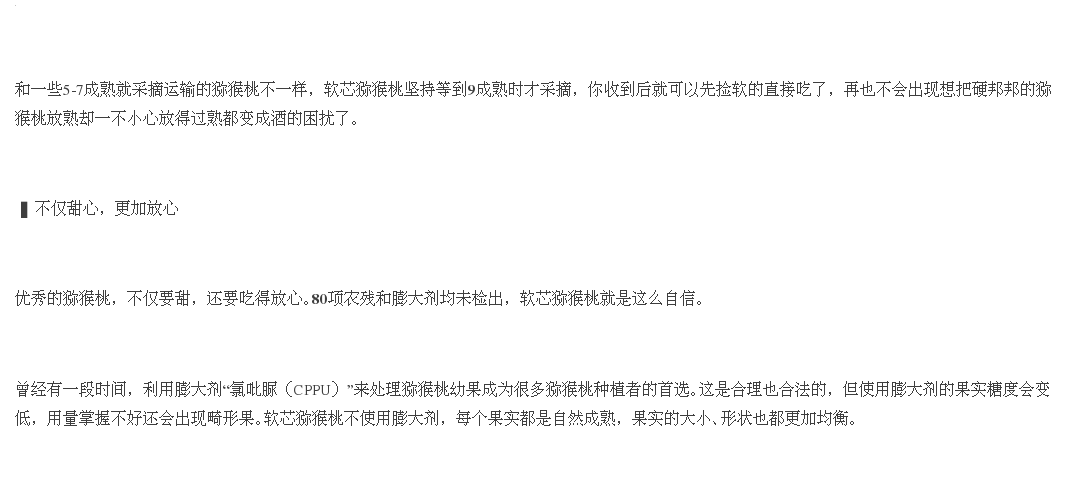 和一些5-7成熟就采摘运输的猕猴桃不一样，软芯猕猴桃坚持等到9成熟时才采摘，你收到后就可以先捡软的直接吃了，再也不会出现想把硬邦邦的猕
猴桃放熟却一不小心放得过熟都变成酒的困扰了。
▌不仅甜心，更加放心
优秀的猕猴桃，不仅要甜，还要吃得放心。80项农残和膨大剂均未检出，软芯猕猴桃就是这么自信。
曾经有一段时间，利用膨大剂“氯吡脲（CPPU）”来处理猕猴桃幼果成为很多猕猴桃种植者的首选。这是合理也合法的，但使用膨大剂的果实糖度会变
低，用量掌握不好还会出现畸形果。软芯猕猴桃不使用膨大剂，每个果实都是自然成熟，果实的大小、形状也都更加均衡。